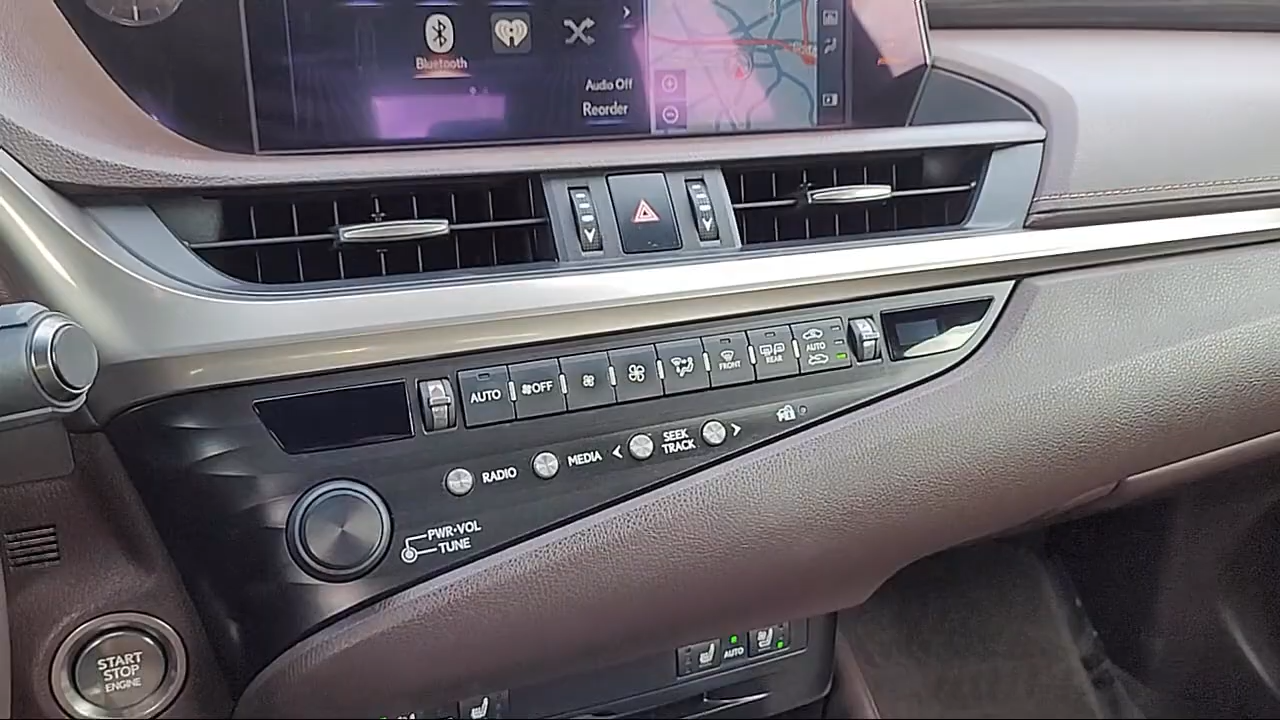 Bluetooth
Audio Off
Reorder
AUTO
OFF
FRONT
REAR
AUTO
RADIO
MEDIA
SEEK
TRACK
PWR·VOL
TUNE
START
STOP
ENGINE
AUTO